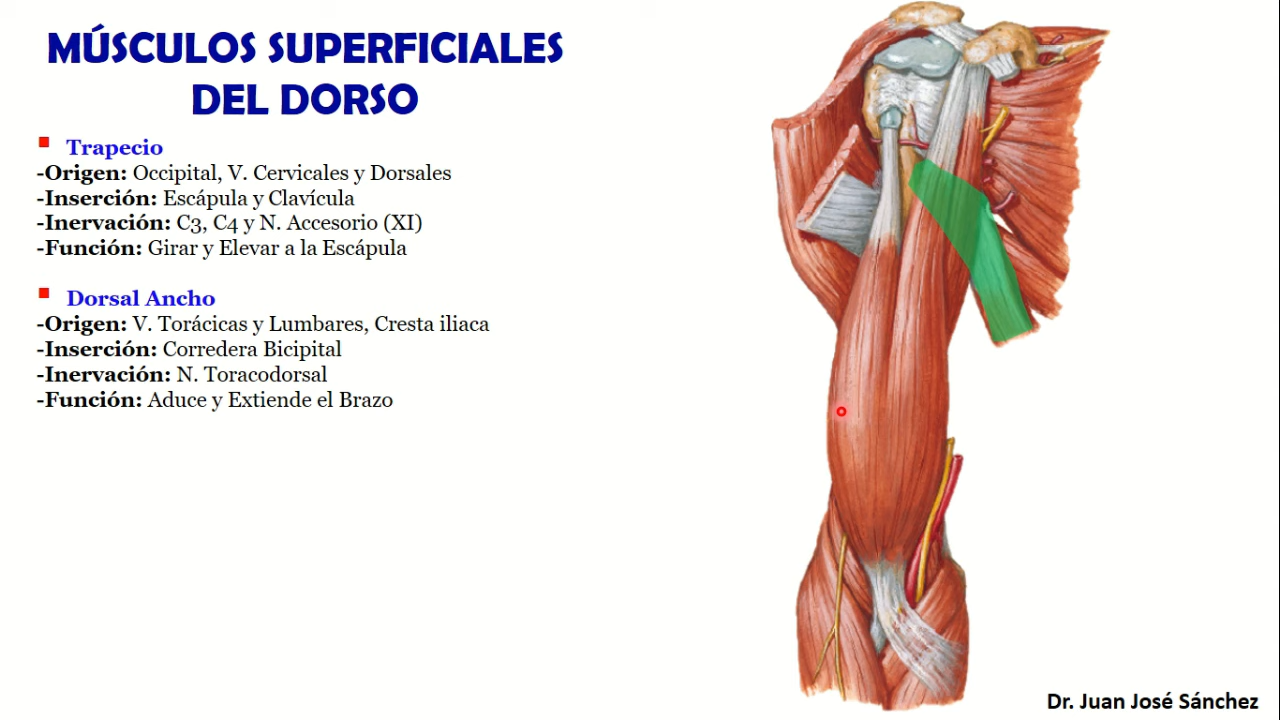 MÚSCULOS SUPERFICIALES
DEL DORSO
Trapecio
-Origen: Occipital, V. Cervicales y Dorsales
-Inserción: Escápula y Clavícula
-Inervación: C3, C4 y N. Accesorio (XI)
-Función: Girar y Elevar a la Escápula
Dorsal Ancho
-Origen: V. Torácicas y Lumbares, Cresta iliaca
-Inserción: Corredera Bicipital
-Inervación: N. Toracodorsal
-Función: Aduce y Extiende el Brazo
Dr. Juan José Sánchez